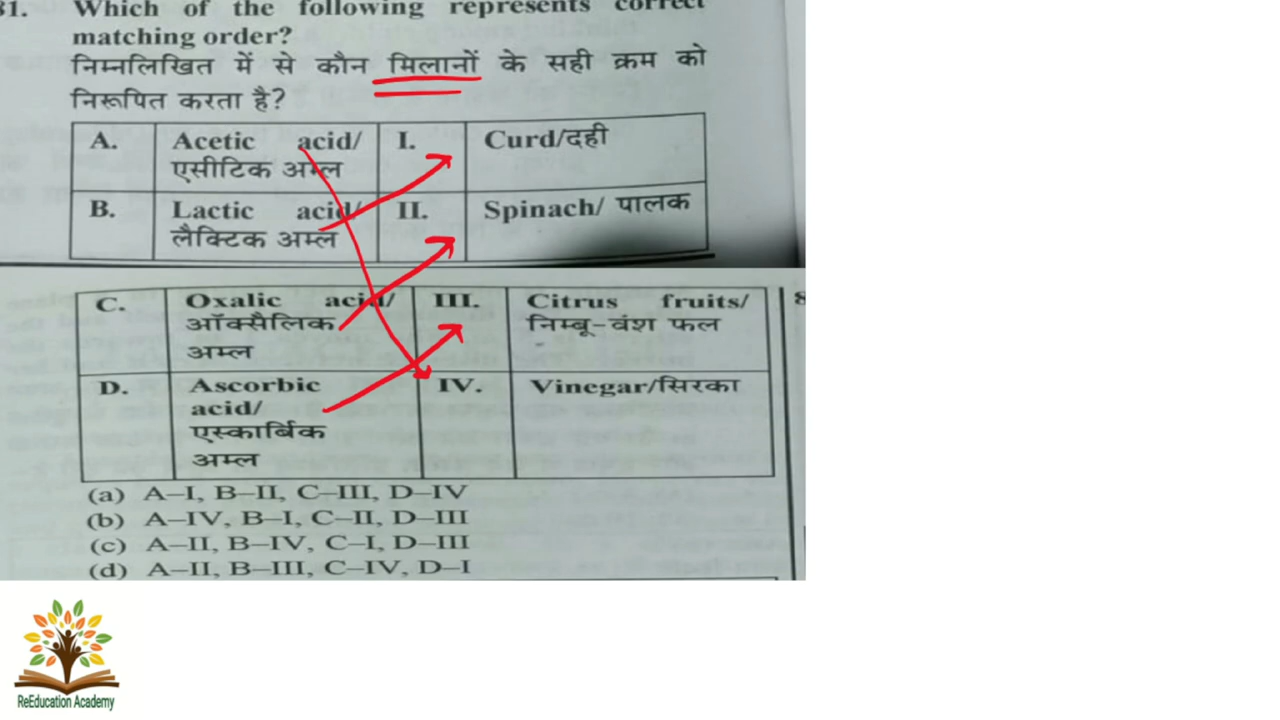 31. Which of the following represents correct
matching order?
निम्नलिखित में से कौन मिलानों के सही क्रम को
निरूपित करता है?
A. Acetic acid/ I. Curd/दही
एसीटिक अम्ल
B. Lactic acid/ II. Spinach/ पालक
लैक्टिक अम्ल
C. Oxalic acid/ III. Citrus fruits/
ऑक्सैलिक निम्बू-वंश फल
अम्ल
D. Ascorbic IV. Vinegar/सिरका
acid/
एस्कार्बिक
अम्ल
(a) A–I, B–II, C–III, D–IV
(b) A–IV, B–I, C–II, D–III
(c) A–II, B–IV, C–I, D–III
(d) A–II, B–III, C–IV, D–I
ReEducation Academy